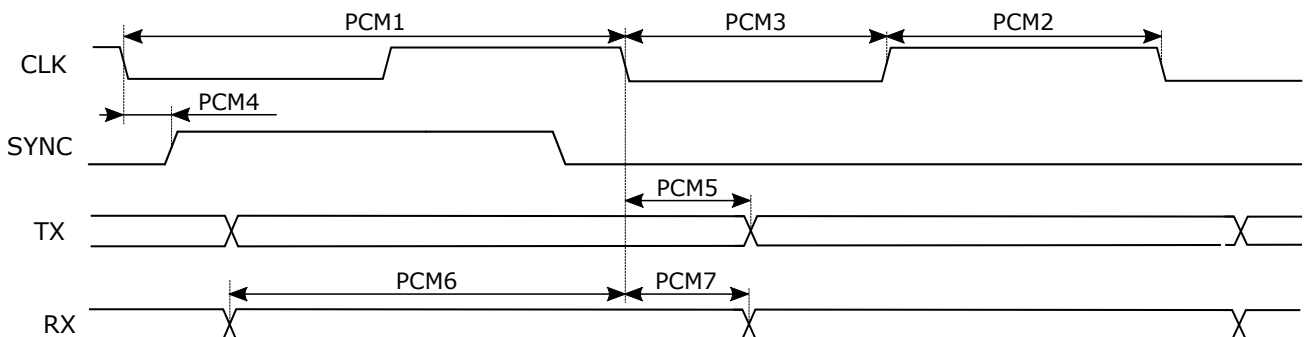 PCM1 PCM3 PCM2
CLK
PCM4
SYNC
PCM5
TX
PCM6 PCM7
RX